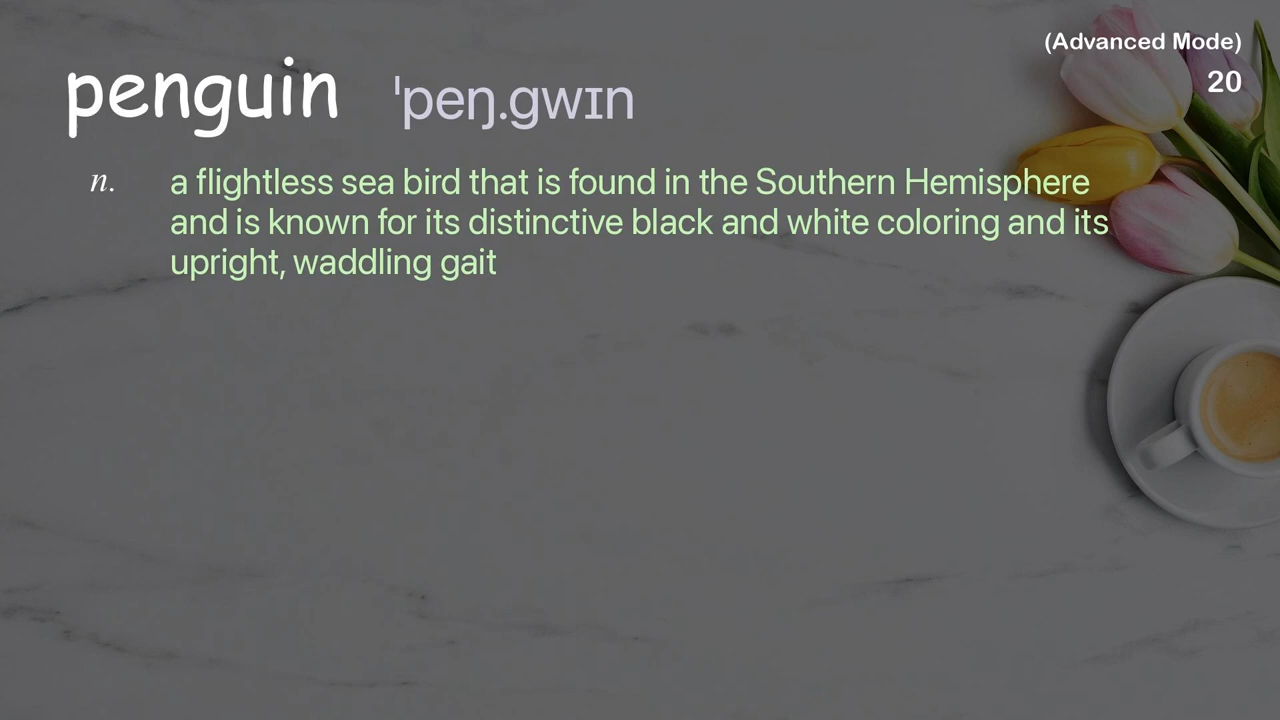 (Advanced Mode)
penguin ˈpeŋ.gwɪn
20
n. a flightless sea bird that is found in the Southern Hemisphere
and is known for its distinctive black and white coloring and its
upright, waddling gait